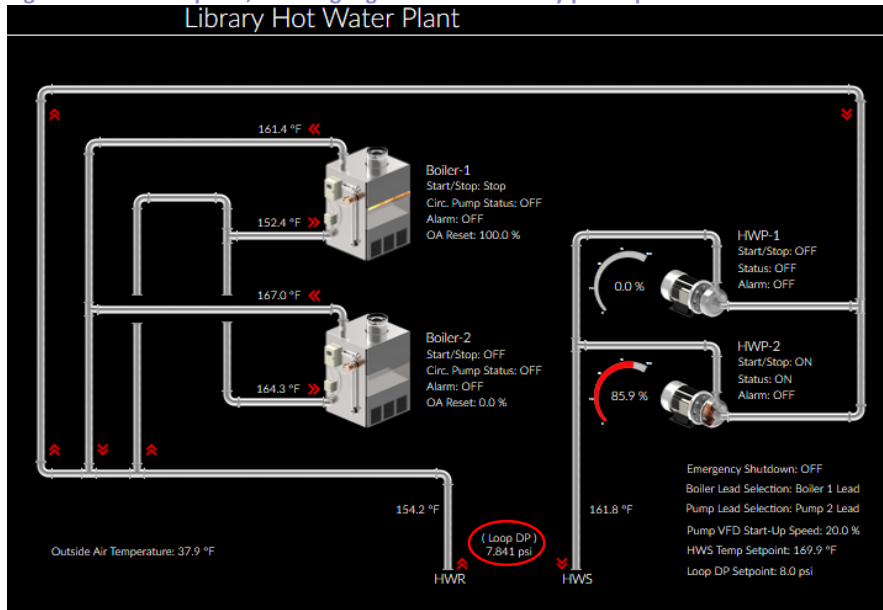 Library Hot Water Plant
161.4 °F
Boiler-1
Start/Stop: Stop
Circ. Pump Status: OFF
Alarm: OFF
OA Reset: 100.0 %
152.4 °F
HWP-1
Start/Stop: OFF
Status: OFF
Alarm: OFF
0.0 %
167.0 °F
Boiler-2
Start/Stop: OFF
Circ. Pump Status: OFF
Alarm: OFF
OA Reset: 0.0 %
164.3 °F
HWP-2
Start/Stop: ON
Status: ON
Alarm: OFF
85.9 %
Emergency Shutdown: OFF
Boiler Lead Selection: Boiler 1 Lead
Pump Lead Selection: Pump 2 Lead
Pump VFD Start-Up Speed: 20.0 %
HWS Temp Setpoint: 169.9 °F
Loop DP Setpoint: 8.0 psi
154.2 °F
161.8 °F
( Loop DP )
7.841 psi
Outside Air Temperature: 37.9 °F
HWR
HWS